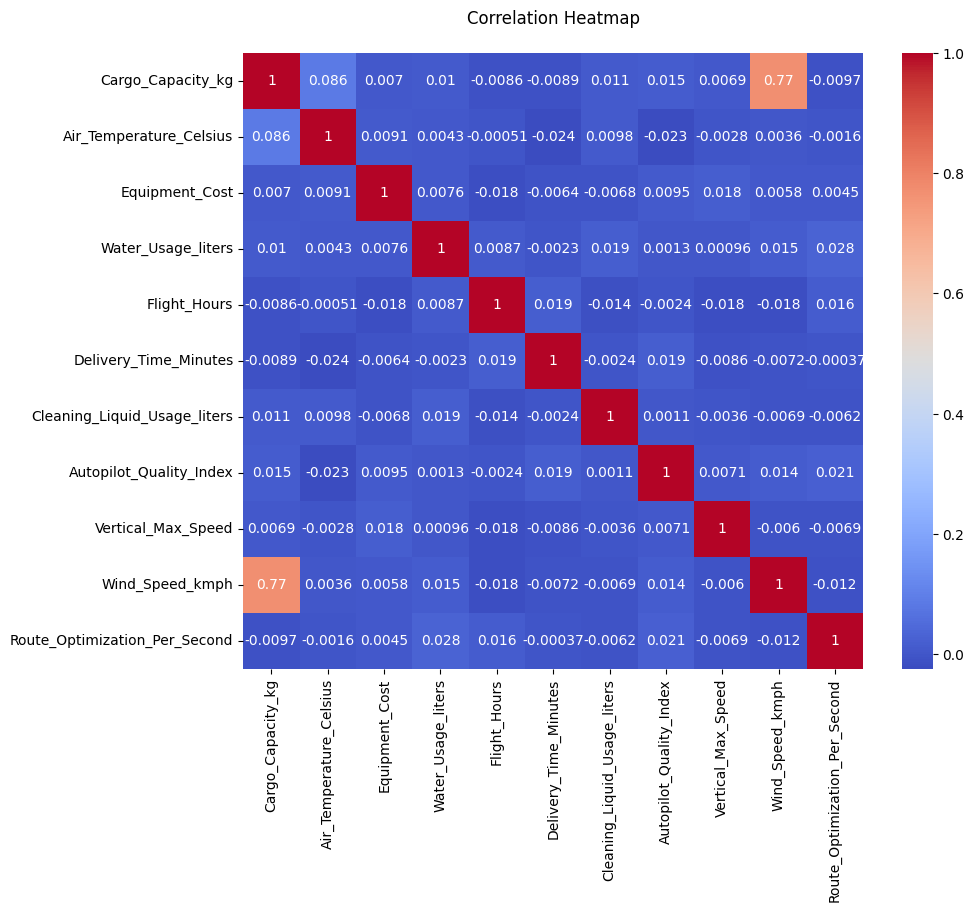 Correlation Heatmap
Cargo_Capacity_kg 1 0.086 0.007 0.01 -0.0086 -0.0089 0.011 0.015 0.0069 0.77 -0.0097
Air_Temperature_Celsius 0.086 1 0.0091 0.0043 -0.00051 -0.024 0.0098 -0.023 -0.0028 0.0036 -0.0016
Equipment_Cost 0.007 0.0091 1 0.0076 -0.018 -0.0064 -0.0068 0.0095 0.018 0.0058 0.0045
Water_Usage_liters 0.01 0.0043 0.0076 1 0.0087 -0.0023 0.019 0.0013 0.00096 0.015 0.028
Flight_Hours -0.0086 -0.00051 -0.018 0.0087 1 0.019 -0.014 -0.0024 -0.018 -0.018 0.016
Delivery_Time_Minutes -0.0089 -0.024 -0.0064 -0.0023 0.019 1 -0.0024 0.019 -0.0086 -0.0072 -0.00037
Cleaning_Liquid_Usage_liters 0.011 0.0098 -0.0068 0.019 -0.014 -0.0024 1 0.0011 -0.0036 -0.0069 -0.0062
Autopilot_Quality_Index 0.015 -0.023 0.0095 0.0013 -0.0024 0.019 0.0011 1 0.0071 0.014 0.021
Vertical_Max_Speed 0.0069 -0.0028 0.018 0.00096 -0.018 -0.0086 -0.0036 0.0071 1 -0.006 -0.0069
Wind_Speed_kmph 0.77 0.0036 0.0058 0.015 -0.018 -0.0072 -0.0069 0.014 -0.006 1 -0.012
Route_Optimization_Per_Second -0.0097 -0.0016 0.0045 0.028 0.016 -0.00037 -0.0062 0.021 -0.0069 -0.012 1
Cargo_Capacity_kg
Air_Temperature_Celsius
Equipment_Cost
Water_Usage_liters
Flight_Hours
Delivery_Time_Minutes
Cleaning_Liquid_Usage_liters
Autopilot_Quality_Index
Vertical_Max_Speed
Wind_Speed_kmph
Route_Optimization_Per_Second
1.0
0.8
0.6
0.4
0.2
0.0